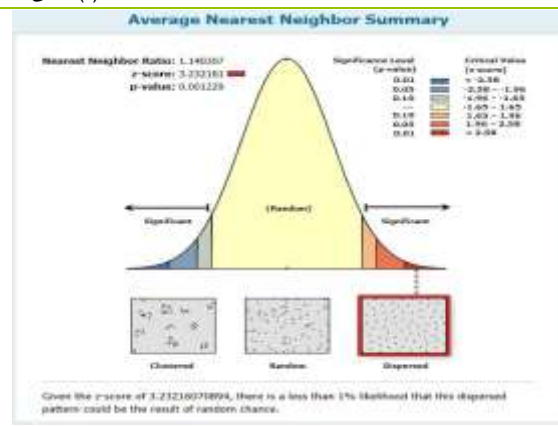 Average Nearest Neighbor Summary
Nearest Neighbor Ratio: 1.140307
z-score: 3.232161
p-value: 0.001229
Significance Level
(p-value)
Critical Value
(z-score)
0.01 < -2.58
0.05 -2.58 - -1.96
0.10 -1.96 - -1.65
--- -1.65 - 1.65
0.10 1.65 - 1.96
0.05 1.96 - 2.58
0.01 > 2.58
(Random)
Significant Significant
Clustered Random Dispersed
Given the z-score of 3.23216070894, there is a less than 1% likelihood that this dispersed
pattern could be the result of random chance.